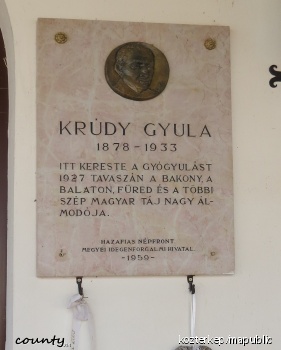 KRÚDY GYULA
1878-1933
ITT KERESTE A GYÓGYULÁST
1927 TAVASZÁN A BAKONY, A
BALATON, FÜRED ÉS A TÖBBI
SZÉP MAGYAR TÁJ NAGY ÁL-
MODÓJA.
HAZAFIAS NÉPFRONT
MEGYEI IDEGENFORGALMI HIVATAL
-1959-
county
kozterkep/mapublic